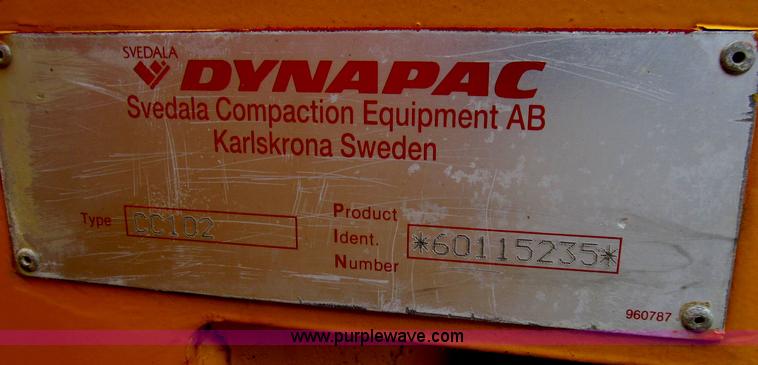 SVEDALA
DYNAPAC
Svedala Compaction Equipment AB
Karlskrona Sweden
Type CC102
Product
Ident. *60115235*
Number
960787
www.purplewave.com